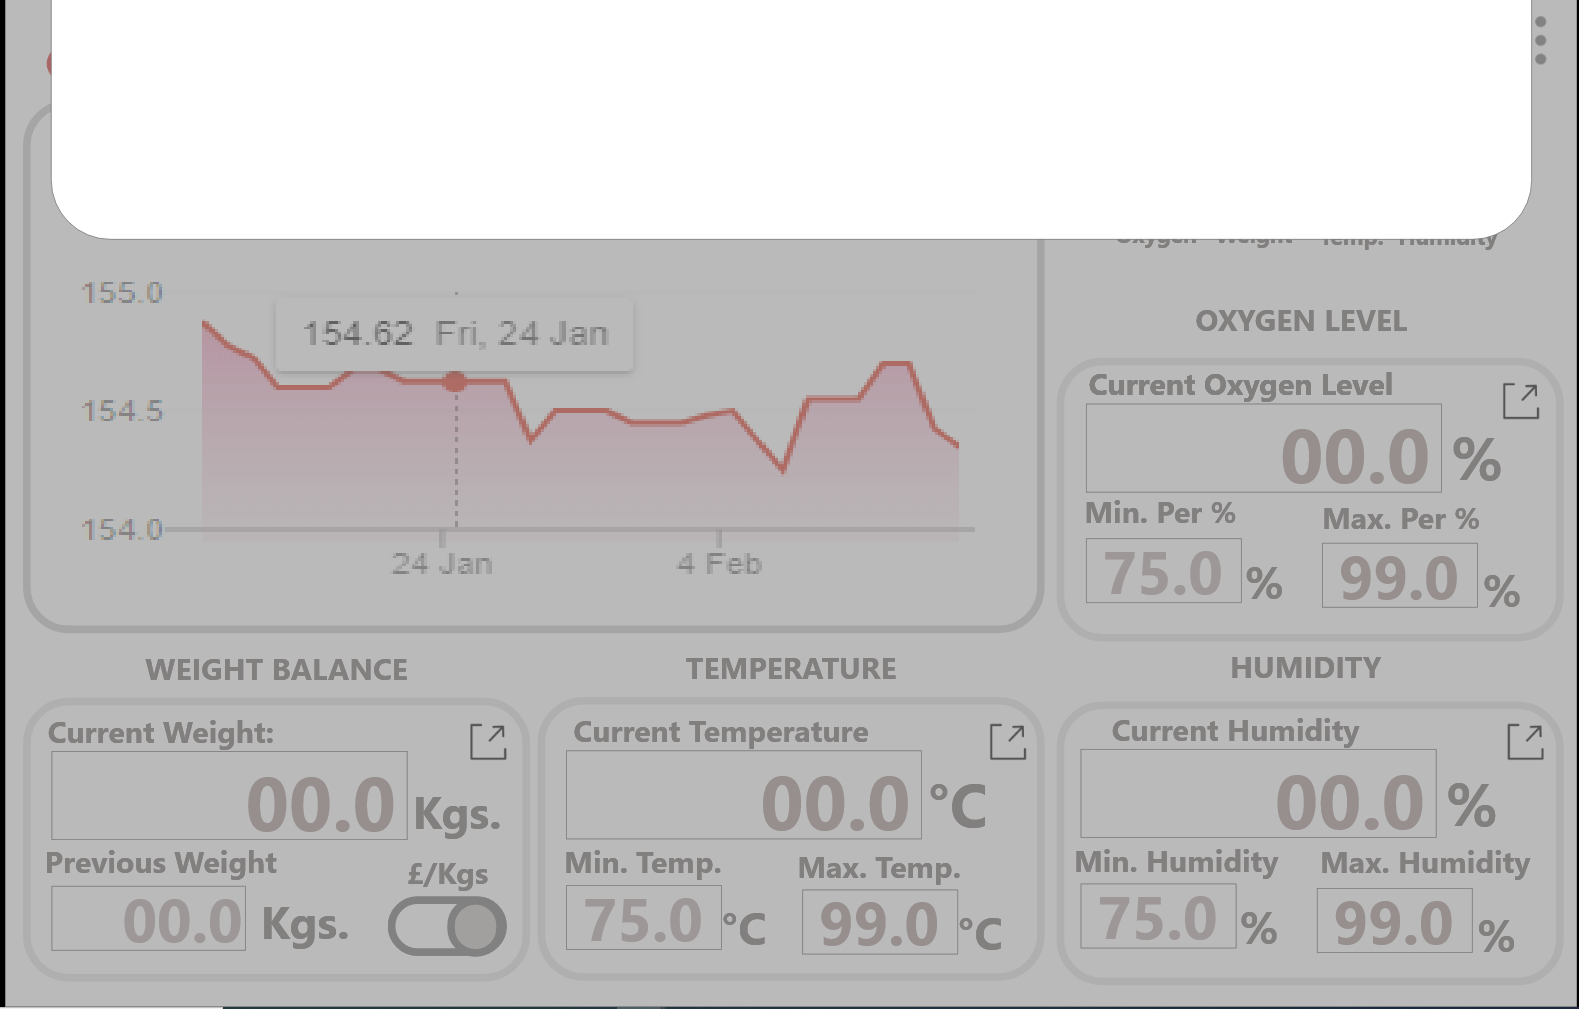 Oxygen Weight Temp. Humidity
155.0
154.62 Fri, 24 Jan
154.5
154.0
24 Jan 4 Feb
OXYGEN LEVEL
Current Oxygen Level
00.0 %
Min. Per % Max. Per %
75.0 % 99.0 %
WEIGHT BALANCE
Current Weight:
00.0 Kgs.
Previous Weight £/Kgs
00.0 Kgs.
TEMPERATURE
Current Temperature
00.0 °C
Min. Temp. Max. Temp.
75.0 °C 99.0 °C
HUMIDITY
Current Humidity
00.0 %
Min. Humidity Max. Humidity
75.0 % 99.0 %